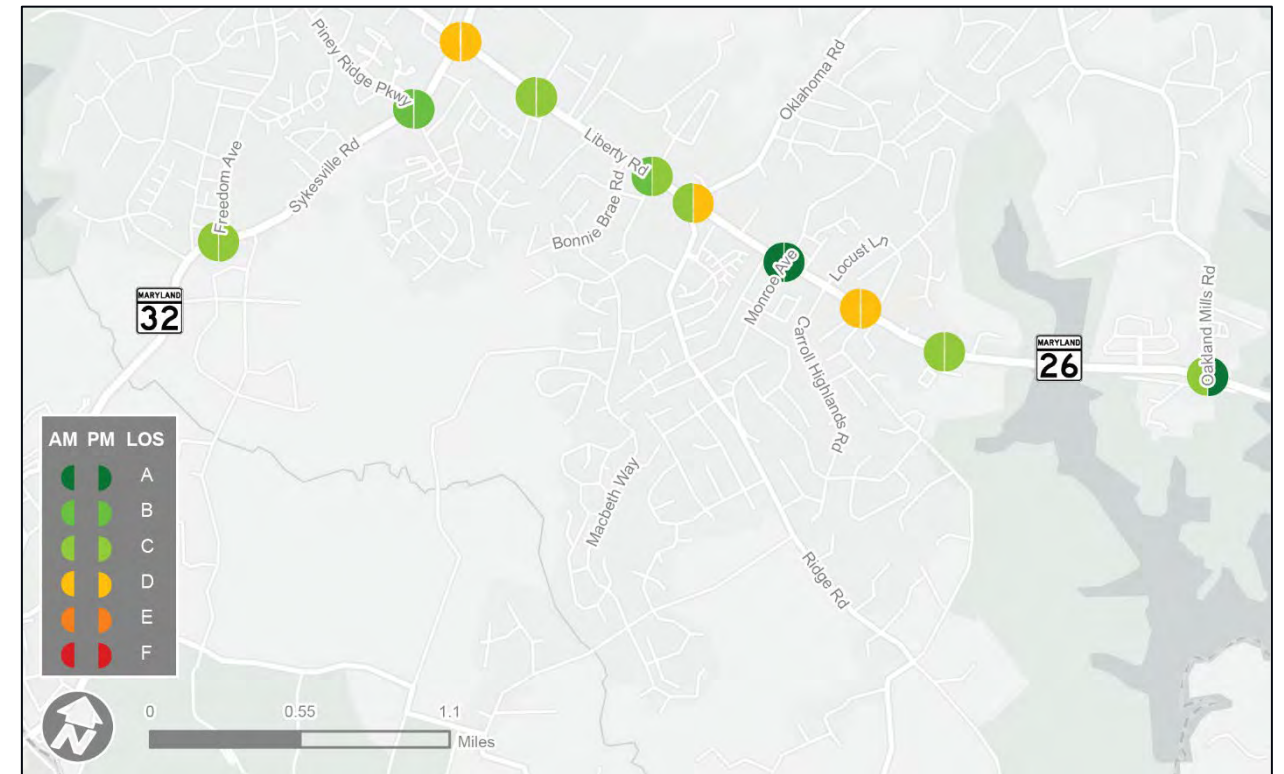 Piney Ridge Pkwy
Oklahoma Rd
Liberty Rd
Freedom Ave
Sykesville Rd
Bonnie Brae Rd
Locust Ln
Monroe Ave
Oakland Mills Rd
MARYLAND
32
MARYLAND
26
Carroll Highlands Rd
Macbeth Way
Ridge Rd
AM PM LOS
A
B
C
D
E
F
N
0 0.55 1.1
Miles